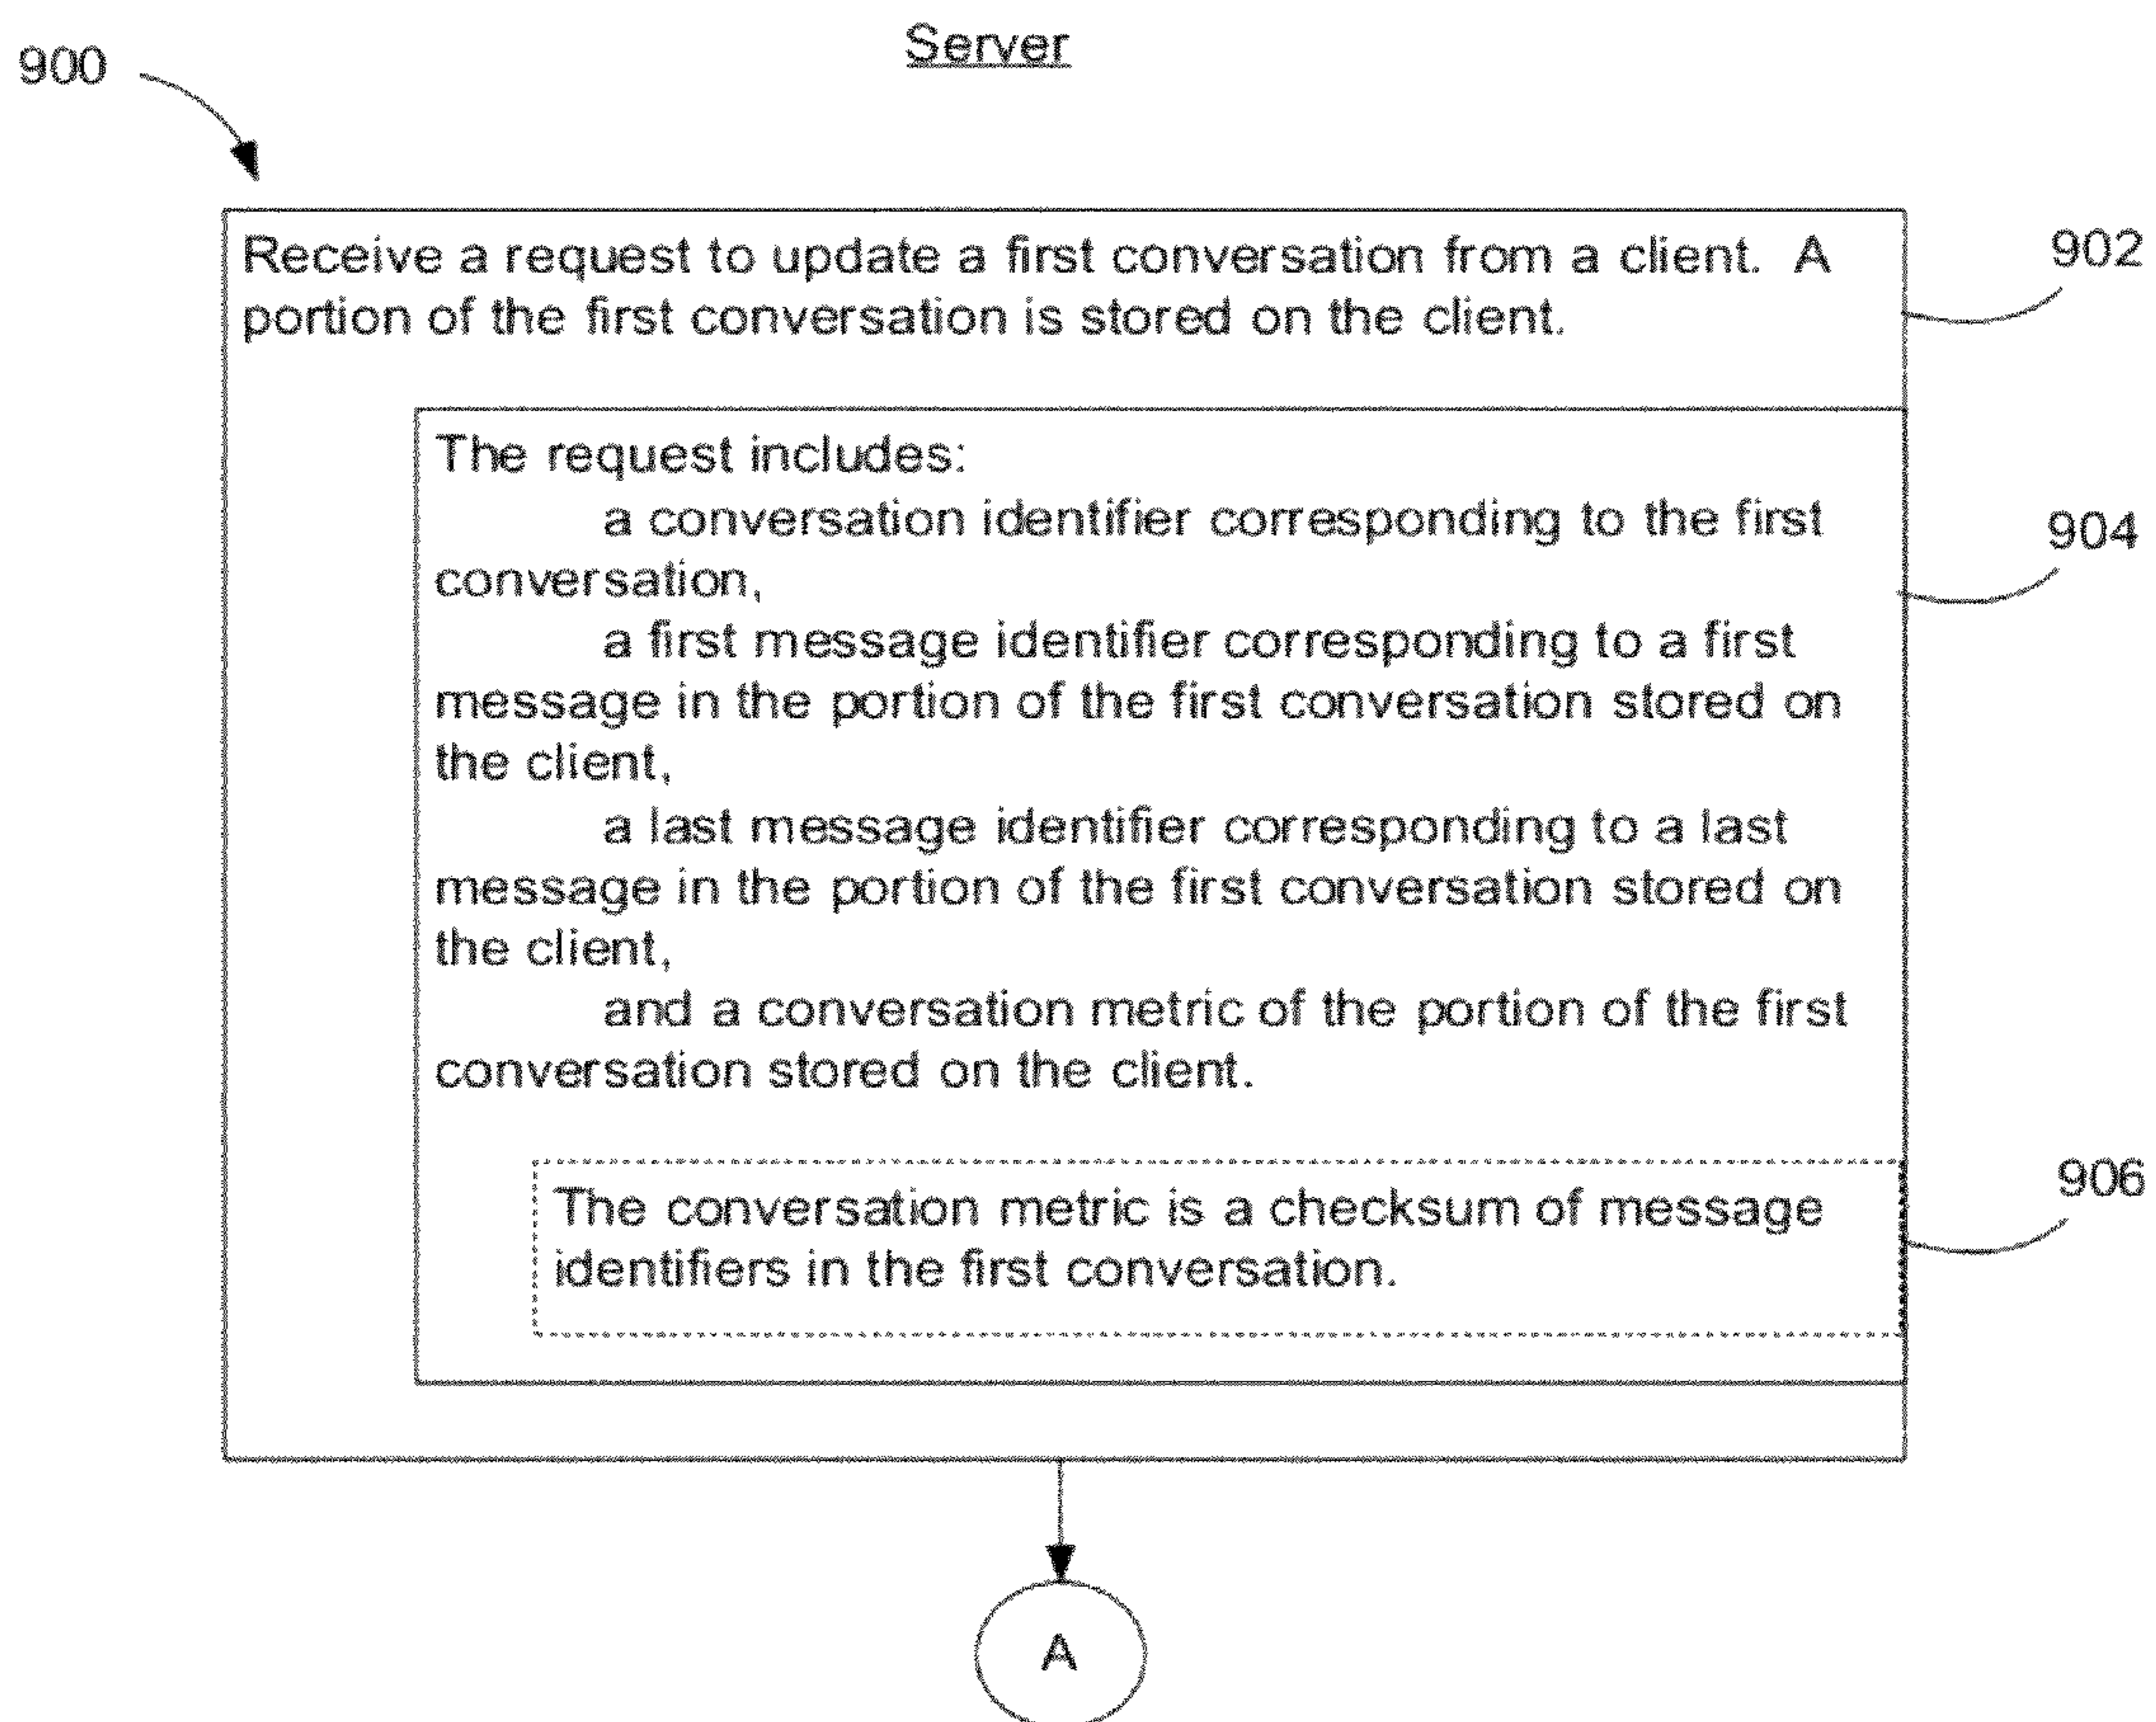 Server
900
Receive a request to update a first conversation from a client. A
portion of the first conversation is stored on the client.
902
The request includes:
a conversation identifier corresponding to the first
conversation,
904
a first message identifier corresponding to a first
message in the portion of the first conversation stored on
the client,
a last message identifier corresponding to a last
message in the portion of the first conversation stored on
the client,
and a conversation metric of the portion of the first
conversation stored on the client.
The conversation metric is a checksum of message
identifiers in the first conversation.
906
A